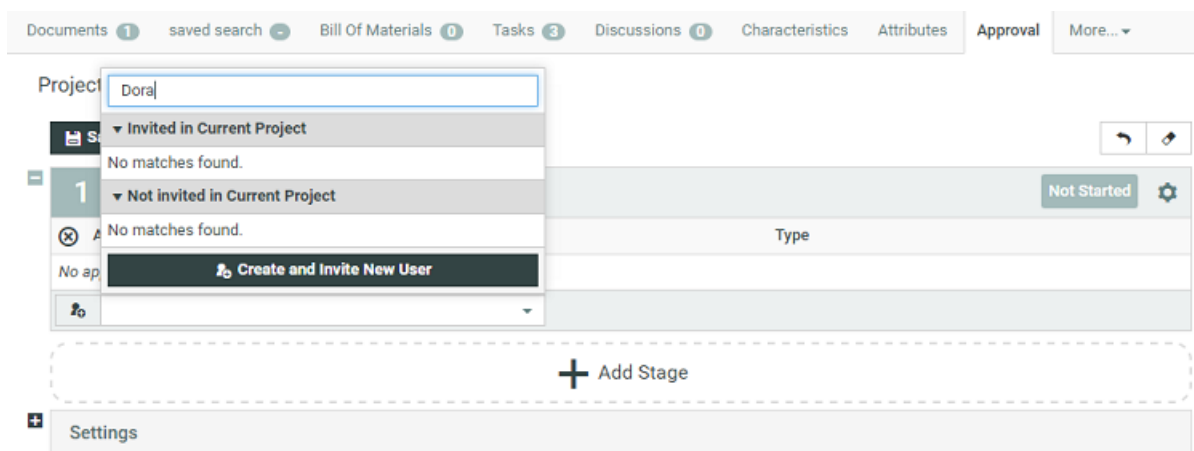 Documents 1 saved search - Bill Of Materials 0 Tasks 3 Discussions 0 Characteristics Attributes Approval More...
Project
Dora
Invited in Current Project
No matches found.
1 Not invited in Current Project Not Started
No matches found. Type
No ap Create and Invite New User
Add Stage
Settings